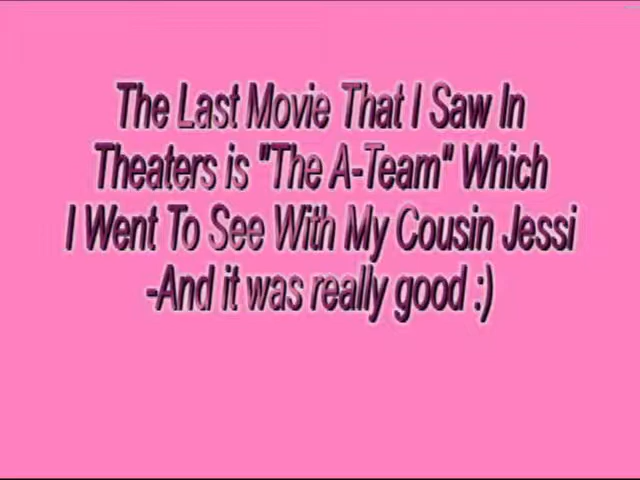 The Last Movie That I Saw In
Theaters is "The A-Team" Which
I Went To See With My Cousin Jessi
-And it was really good :)